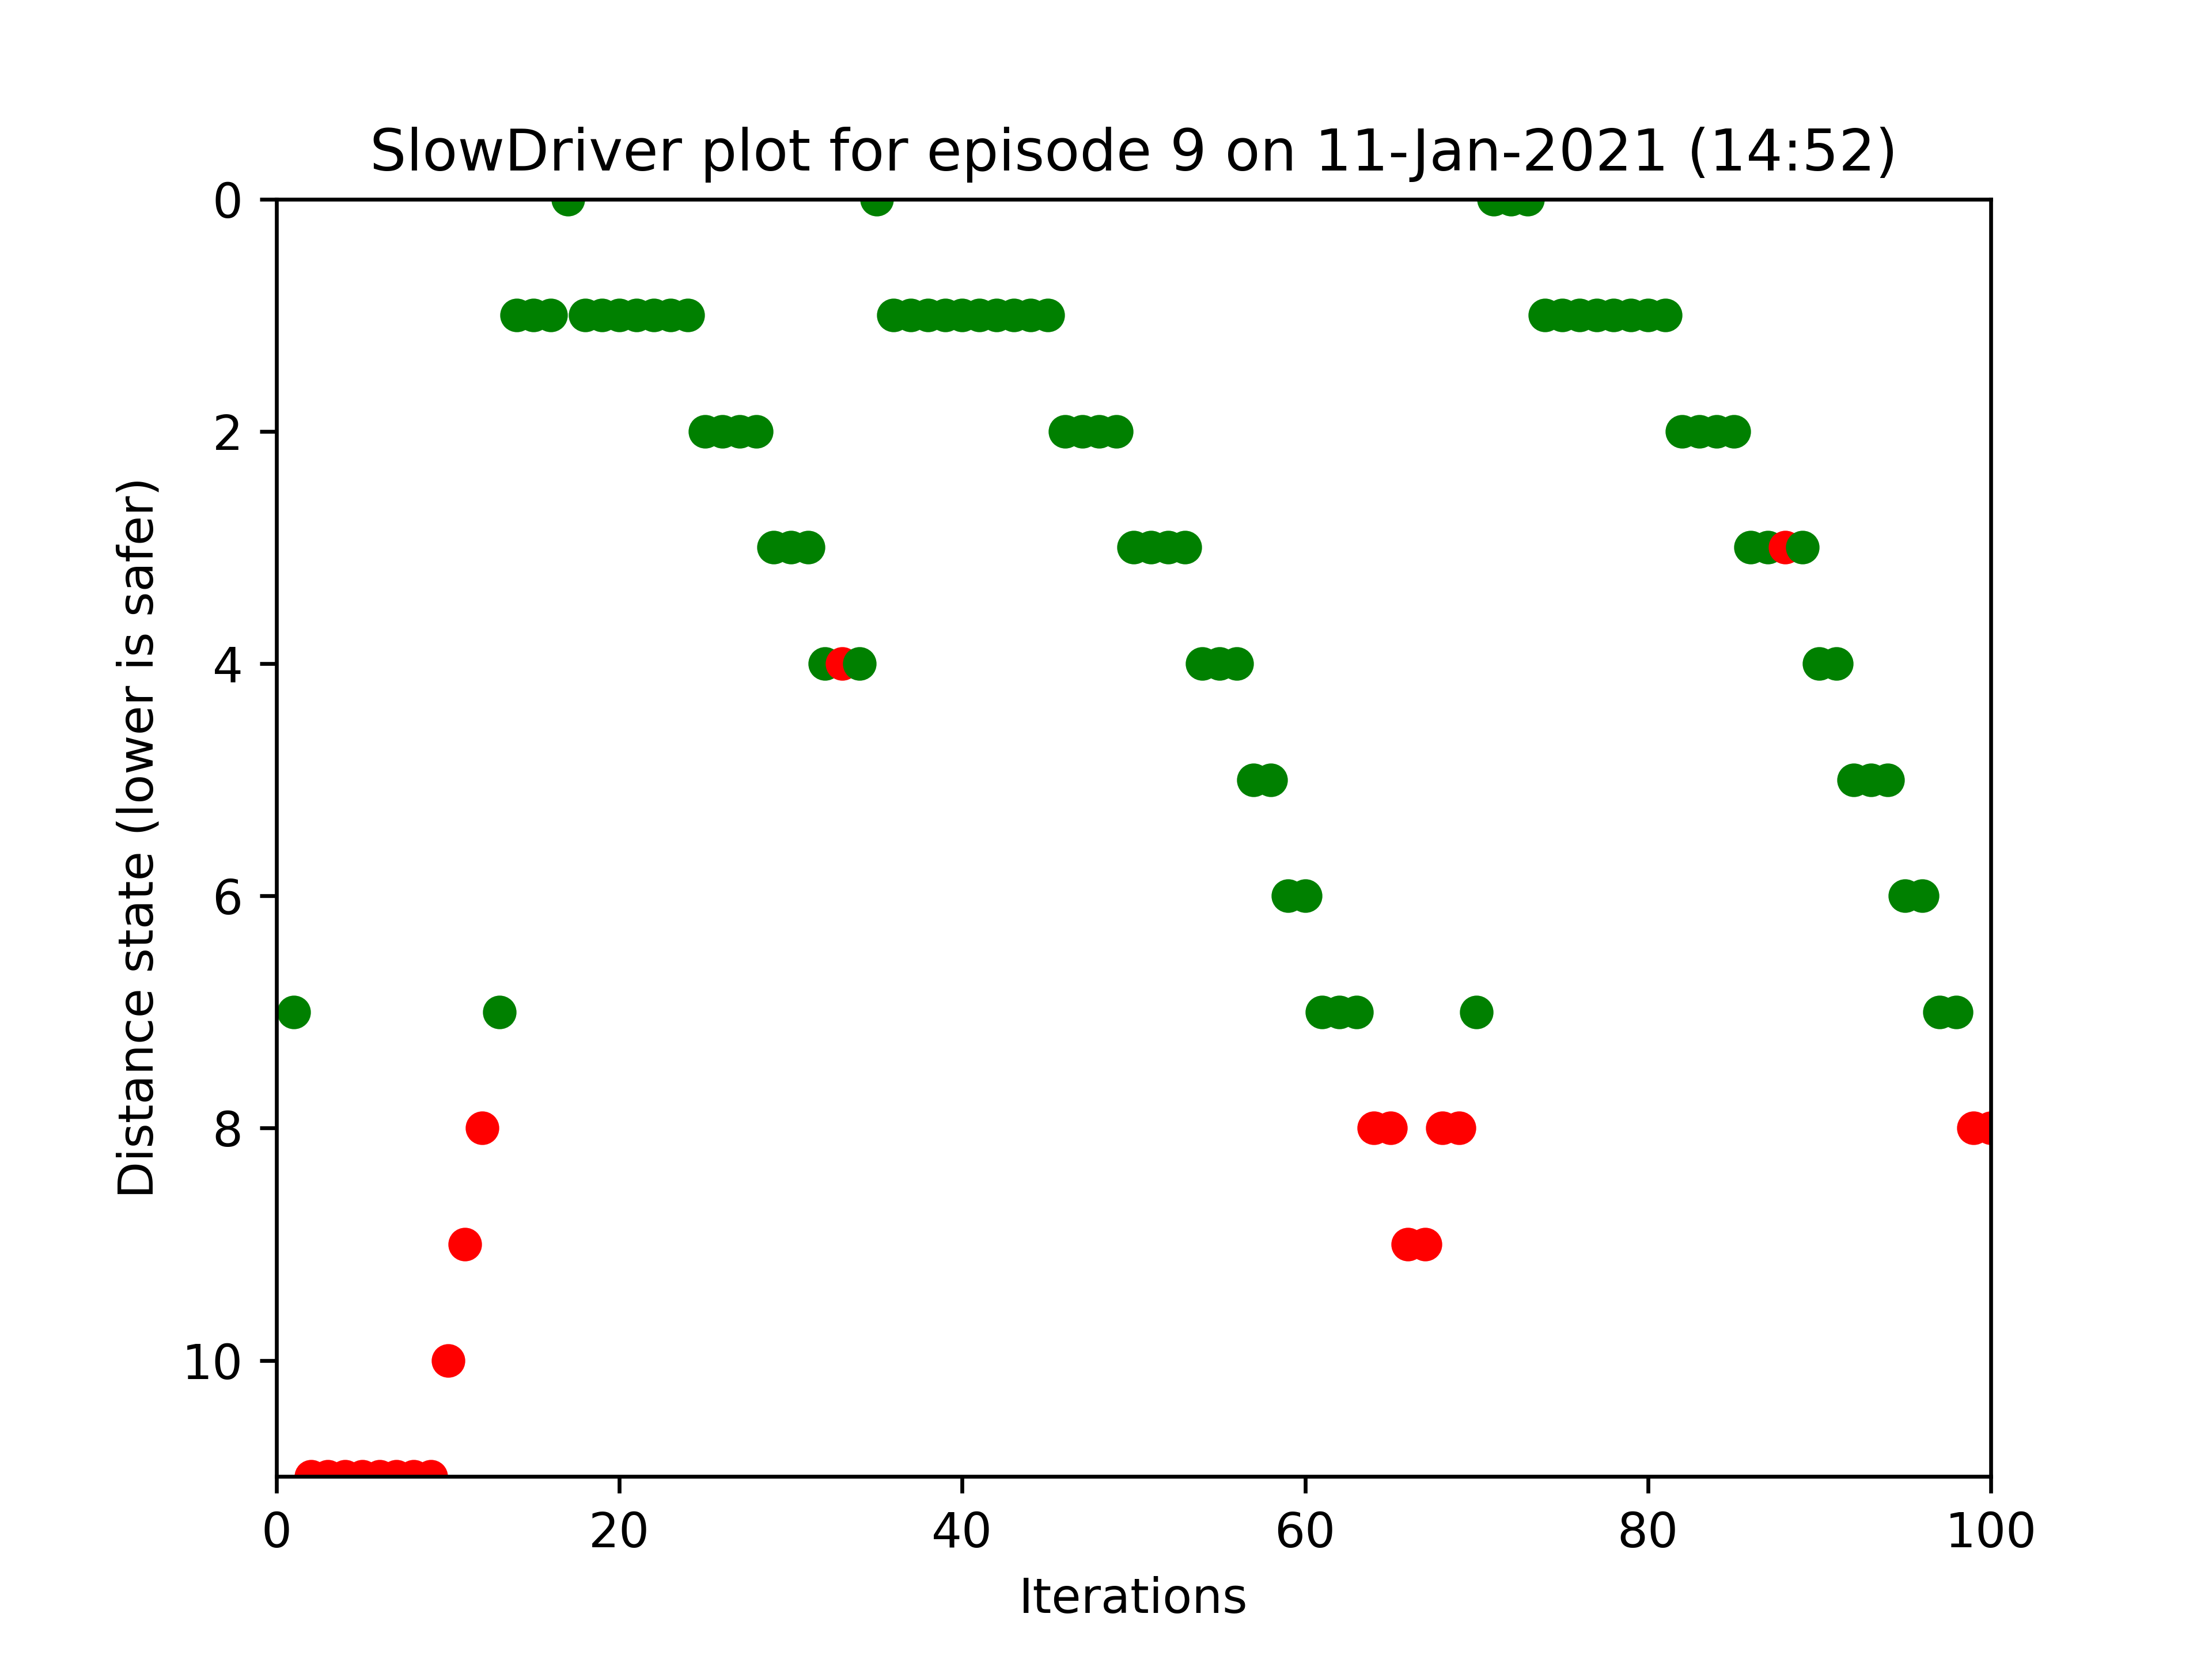 SlowDriver plot for episode 9 on 11-Jan-2021 (14:52)
Distance state (lower is safer)
0
2
4
6
8
10
0 20 40 60 80 100
Iterations